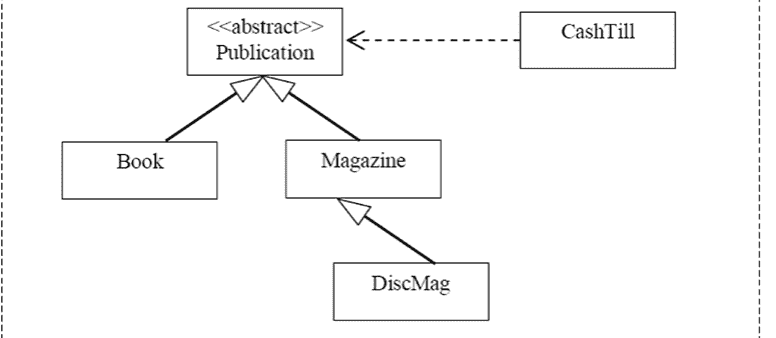 <<abstract>>
Publication
CashTill
Book
Magazine
DiscMag